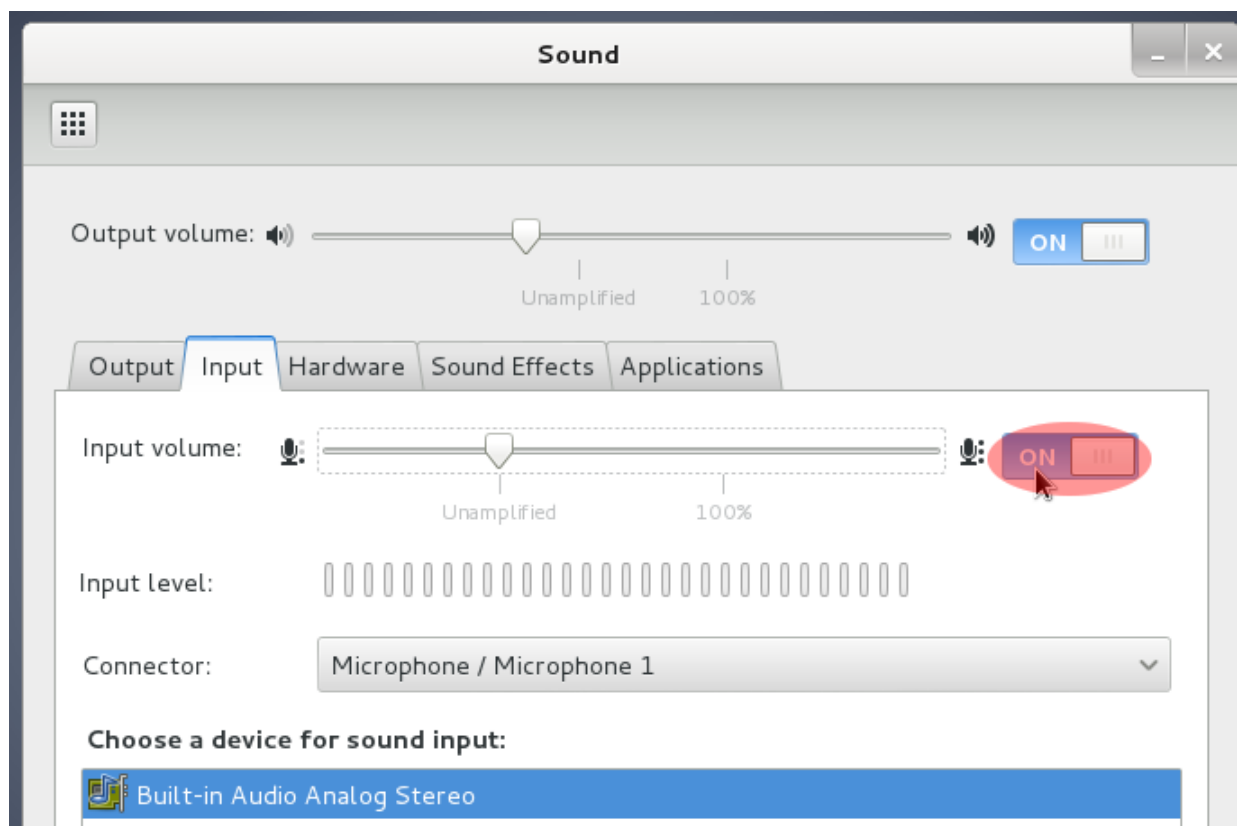 Sound
Output volume:
ON
Unamplified 100%
Output Input Hardware Sound Effects Applications
Input volume:
ON
Unamplified 100%
Input level:
Connector: Microphone / Microphone 1
Choose a device for sound input:
Built-in Audio Analog Stereo